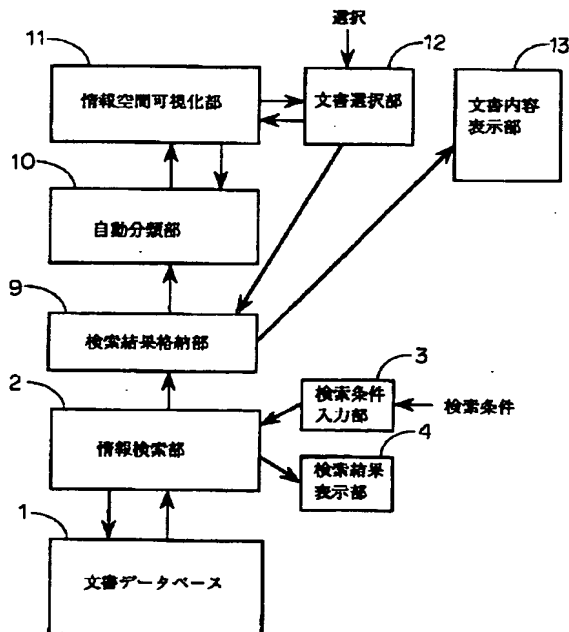 選択
11
12
13
情報空間可視化部
文書選択部
文書内容
表示部
10
自動分類部
9
検索結果格納部
2
3
検索条件
入力部
検索条件
情報検索部
4
検索結果
表示部
1
文書データベース